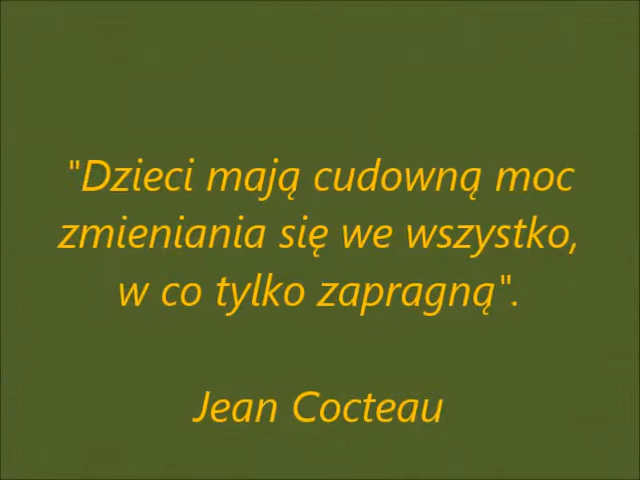 "Dzieci mają cudowną moc
zmieniania się we wszystko,
w co tylko zapragną".
Jean Cocteau